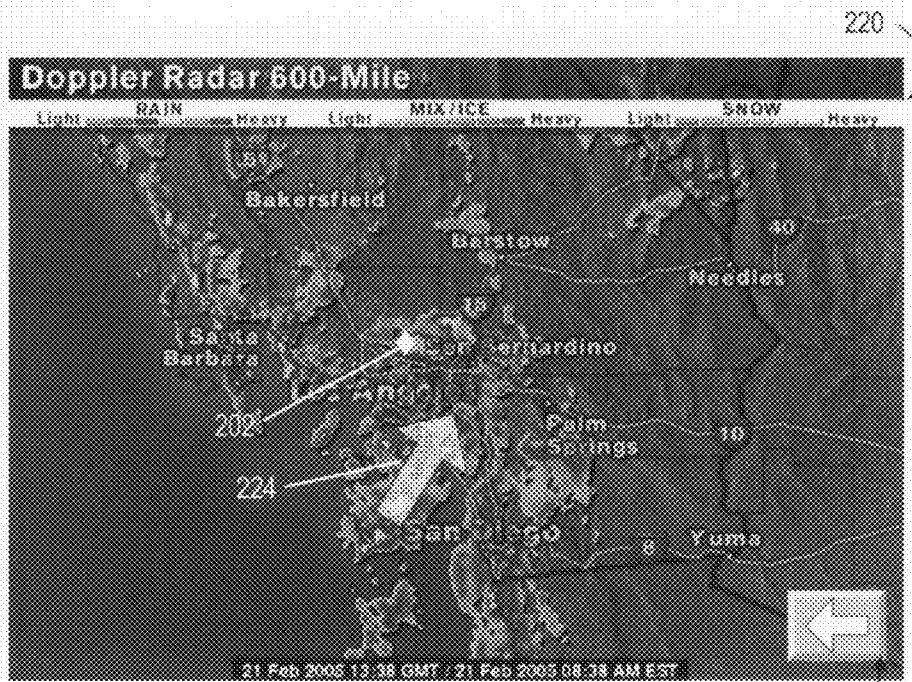 220
Doppler Radar 600-Mile
RAIN MIX/ICE SNOW
Light Heavy Light Heavy Light Heavy
Bakersfield
Barstow
40
Needles
15
Santa
Barbara
San Bernardino
202
Palm
Springs
10
224
San Diego
8
Yuma
21 Feb 2005 13:38 GMT / 21 Feb 2005 08:38 AM EST